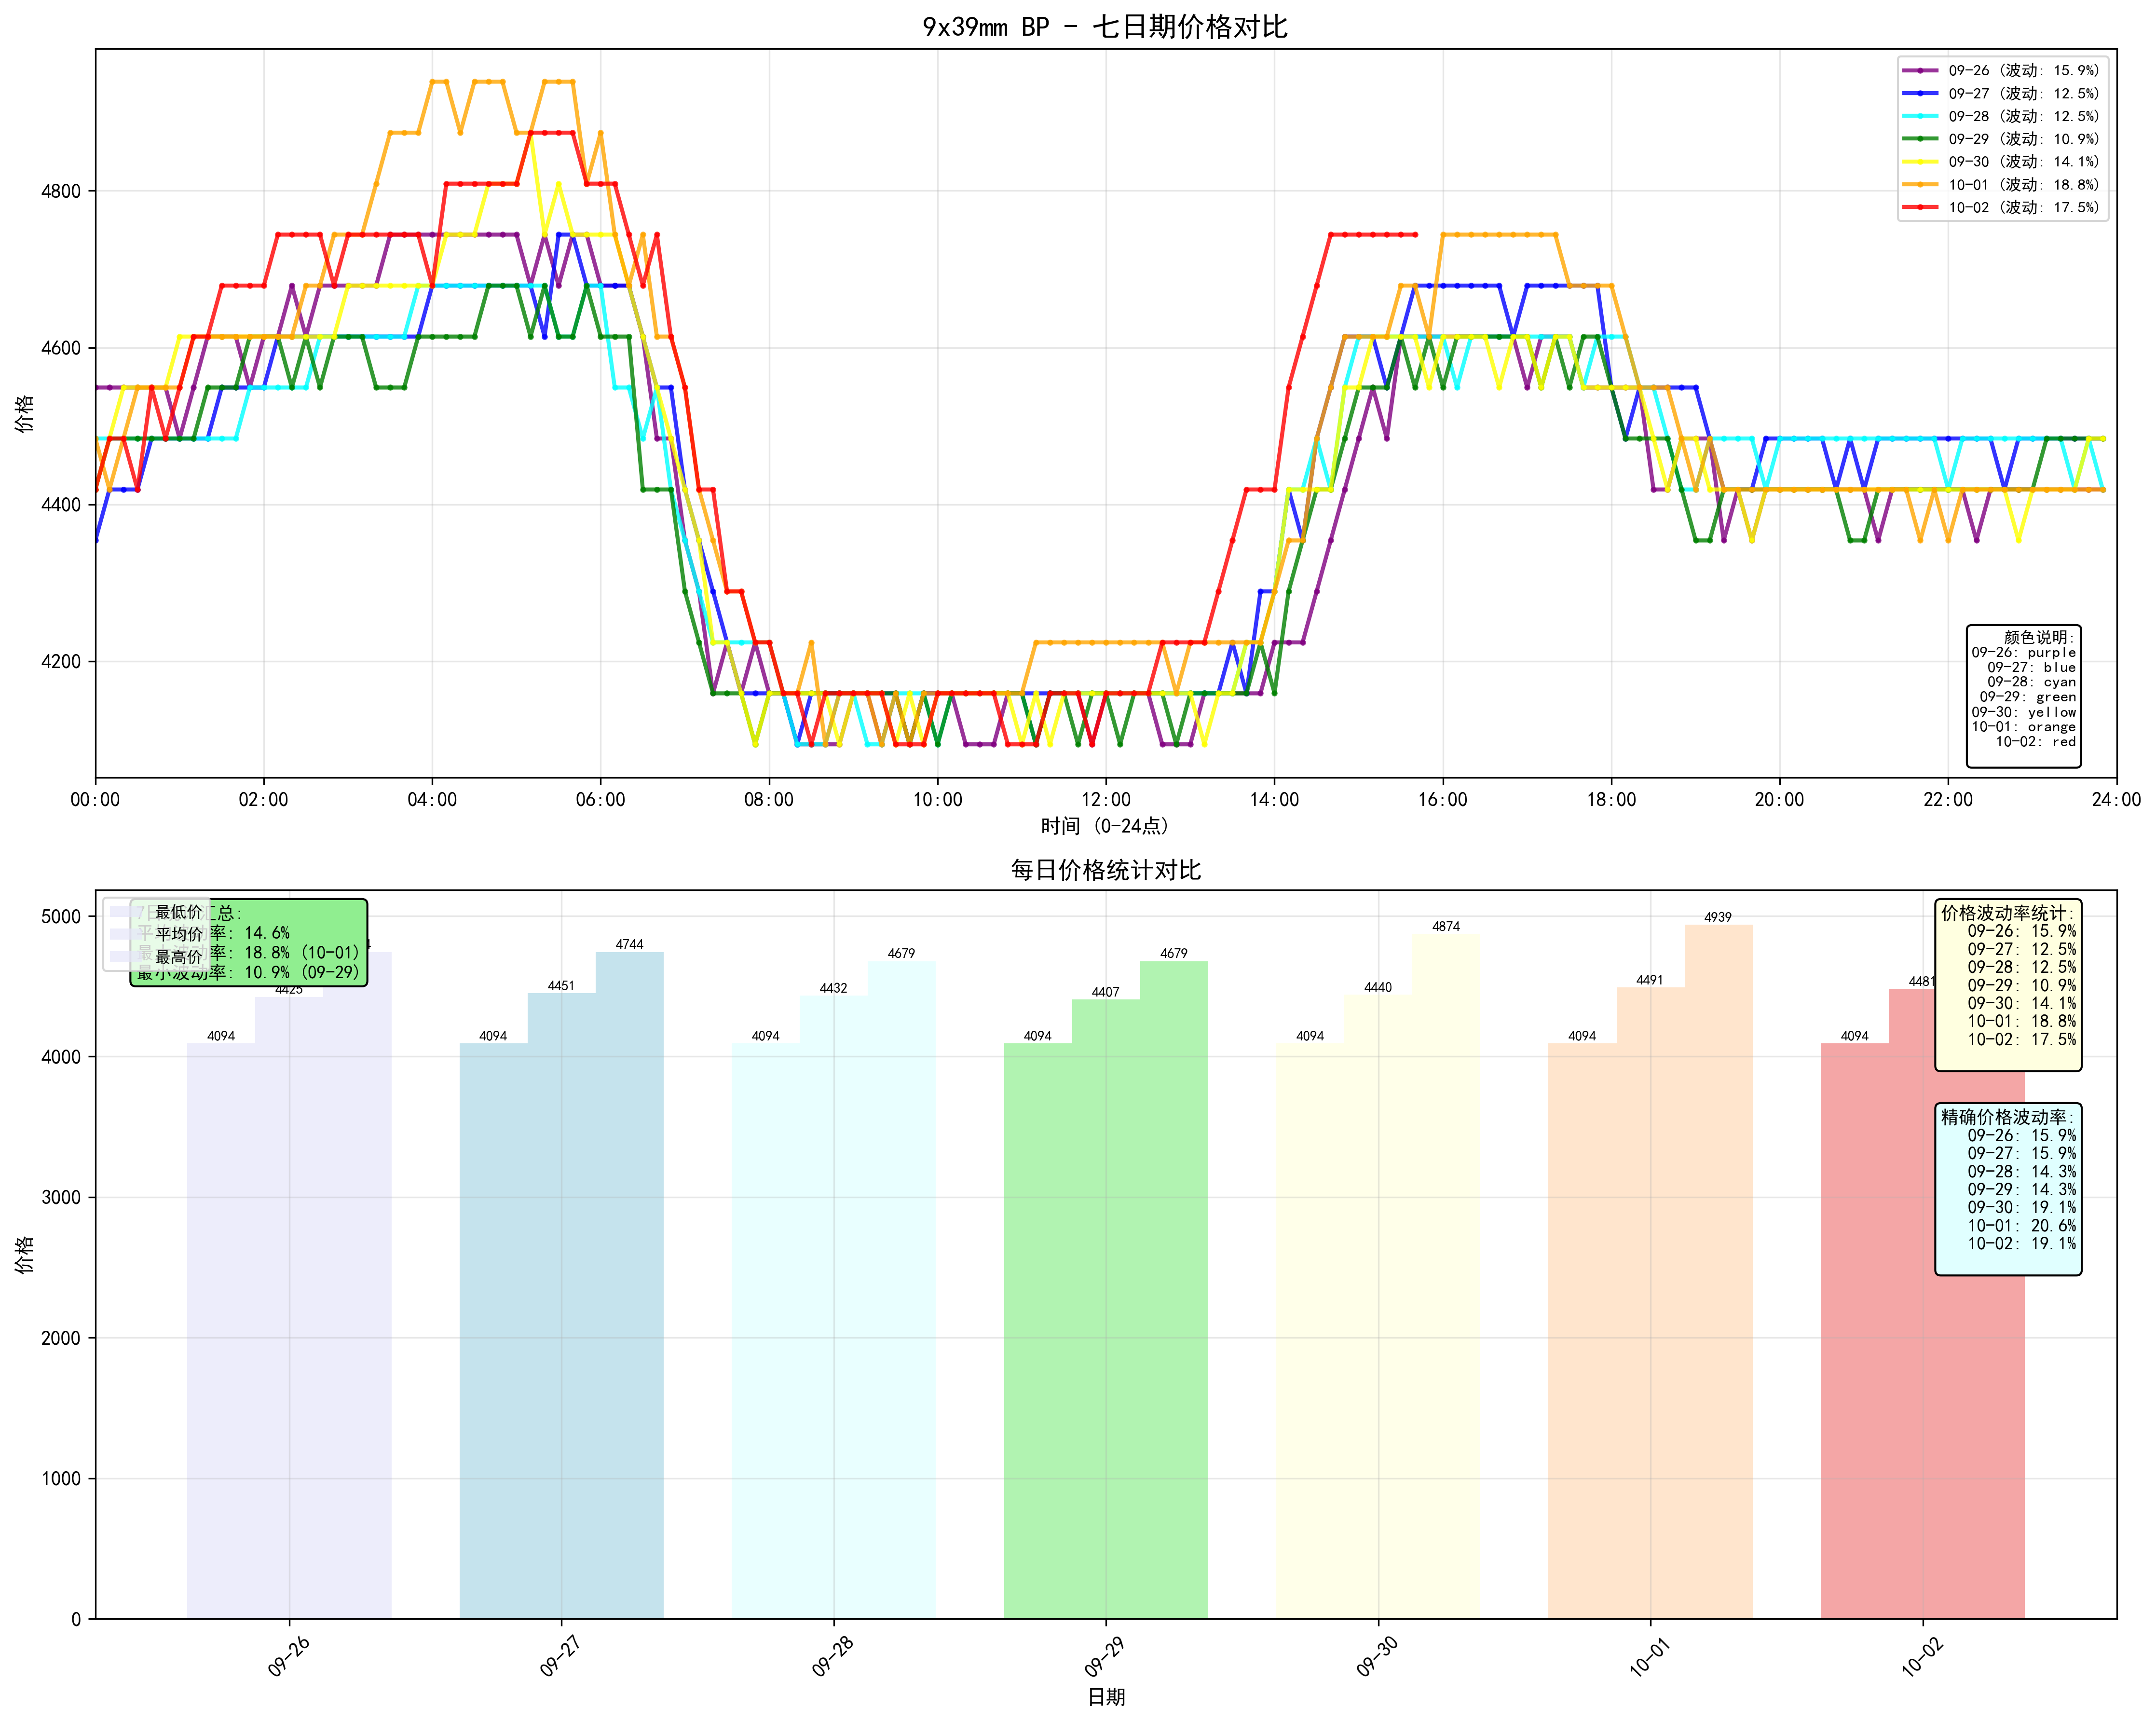 9x39mm BP - 七日期价格对比
价格
4800
4600
4400
4200
09-26 (波动: 15.9%)
09-27 (波动: 12.5%)
09-28 (波动: 12.5%)
09-29 (波动: 10.9%)
09-30 (波动: 14.1%)
10-01 (波动: 18.8%)
10-02 (波动: 17.5%)
颜色说明:
09-26: purple
09-27: blue
09-28: cyan
09-29: green
09-30: yellow
10-01: orange
10-02: red
00:00 02:00 04:00 06:00 08:00 10:00 12:00 14:00 16:00 18:00 20:00 22:00 24:00
时间 (0-24点)
每日价格统计对比
价格
5000
4000
3000
2000
1000
0
最低价
平均价
最高价
汇总:
率: 14.6%
率: 18.8% (10-01)
最小波动率: 10.9% (09-29)
4094 4425
4094 4451 4744
4094 4432 4679
4094 4407 4679
4094 4440 4874
4094 4491 4939
4094 4481
价格波动率统计:
09-26: 15.9%
09-27: 12.5%
09-28: 12.5%
09-29: 10.9%
09-30: 14.1%
10-01: 18.8%
10-02: 17.5%
精确价格波动率:
09-26: 15.9%
09-27: 15.9%
09-28: 14.3%
09-29: 14.3%
09-30: 19.1%
10-01: 20.6%
10-02: 19.1%
09-26 09-27 09-28 09-29 09-30 10-01 10-02
日期